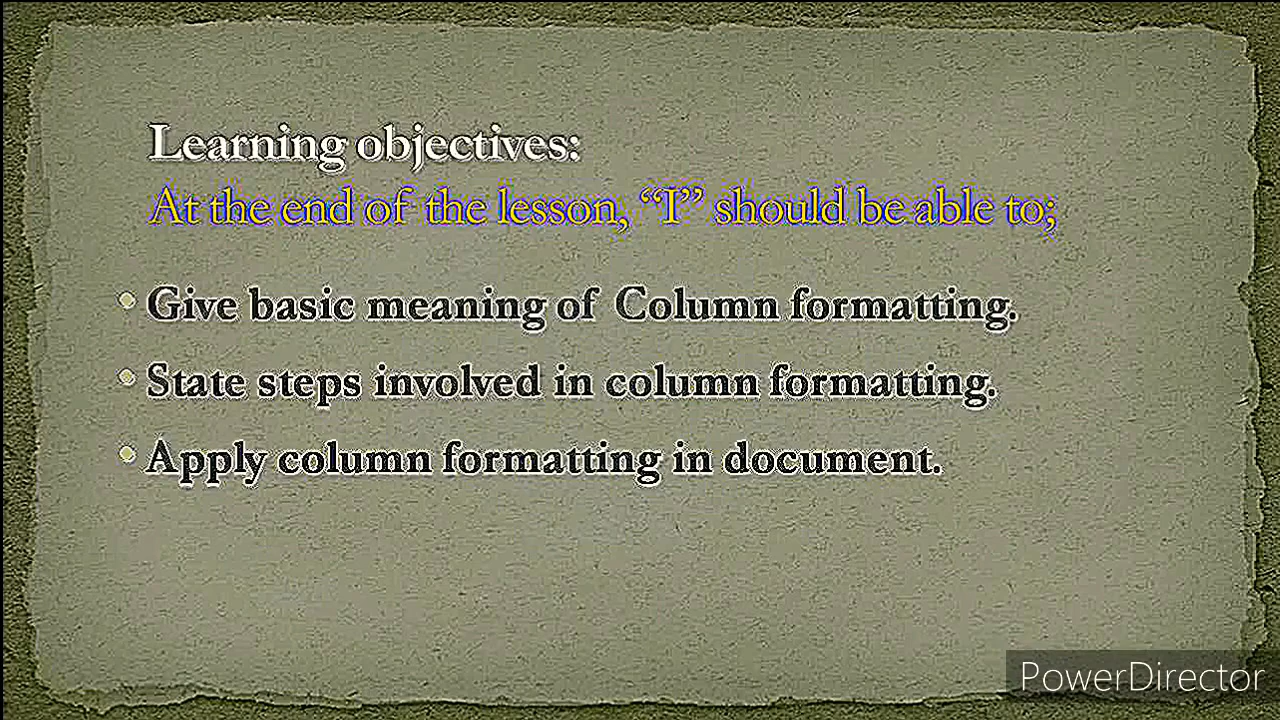 Learning objectives:
At the end of the lesson, “I” should be able to;
• Give basic meaning of Column formatting.
• State steps involved in column formatting.
• Apply column formatting in document.
PowerDirector